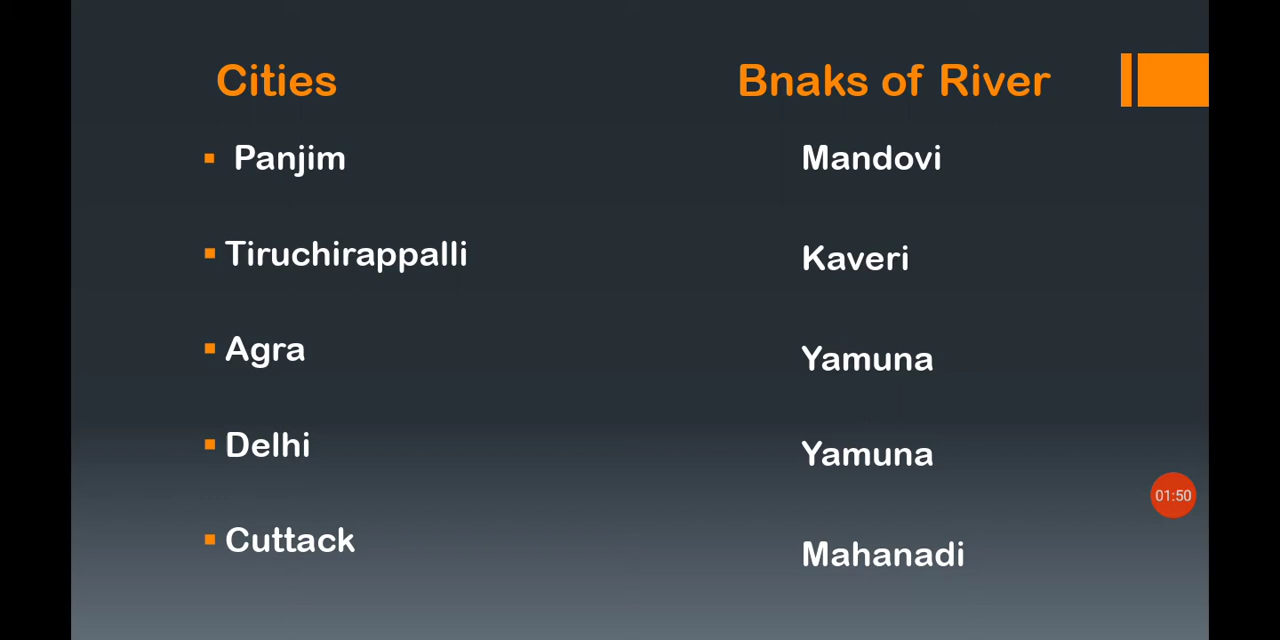 Cities Bnaks of River
Panjim Mandovi
Tiruchirappalli Kaveri
Agra Yamuna
Delhi Yamuna
Cuttack Mahanadi
01:50